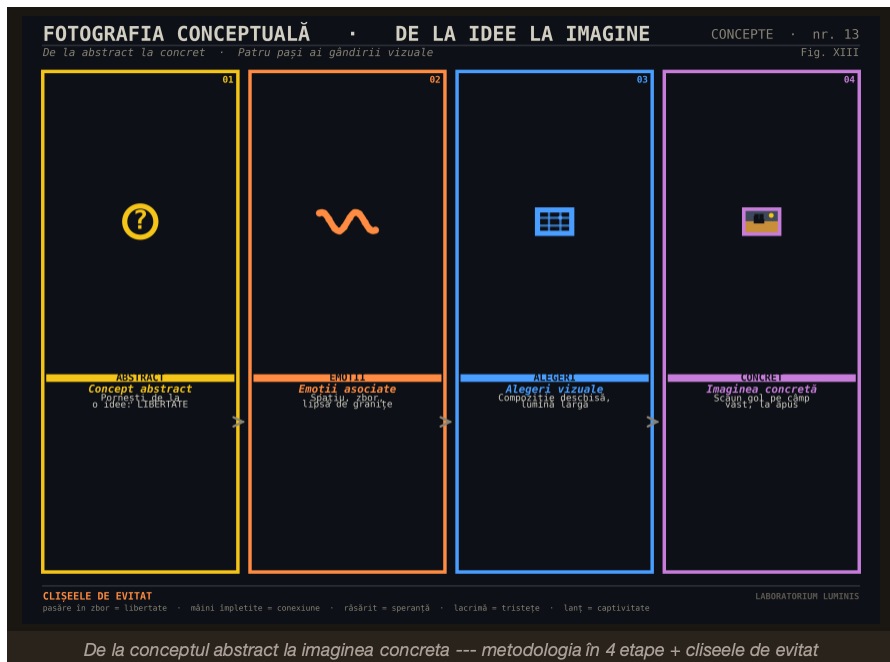 FOTOGRAFIA CONCEPTUALĂ · DE LA IDEE LA IMAGINE
CONCEPTE · nr. 13
De la abstract la concret · Patru pași ai gândirii vizuale
Fig. XIII
01
02
03
04
?
ABSTRACT
Concept abstract
Pornești de la
o idee: LIBERTATE
EMOȚII
Emoții asociate
Spațiu, zbor,
lipsa de granițe
ALEGERI
Alegeri vizuale
Compoziție deschisă,
lumină largă
CONCRET
Imaginea concretă
Scaun gol pe câmp
vast, la apus
CLIȘEELE DE EVITAT
LABORATORIUM LUMINIS
pasăre în zbor = libertate · mâini împletite = conexiune · răsărit = speranță · lacrimă = tristețe · lanț = captivitate
De la conceptul abstract la imaginea concreta --- metodologia în 4 etape + cliseele de evitat